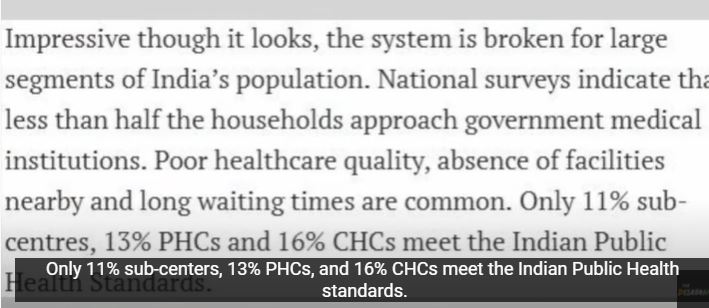 Impressive though it looks, the system is broken for large
segments of India's population. National surveys indicate tha
less than half the households approach government medical
institutions. Poor healthcare quality, absence of facilities
nearby and long waiting times are common. Only 11% sub-
centres, 13% PHCs and 16% CHCs meet the Indian Public
Health Standards.
Only 11% sub-centers, 13% PHCs, and 16% CHCs meet the Indian Public Health
standards.